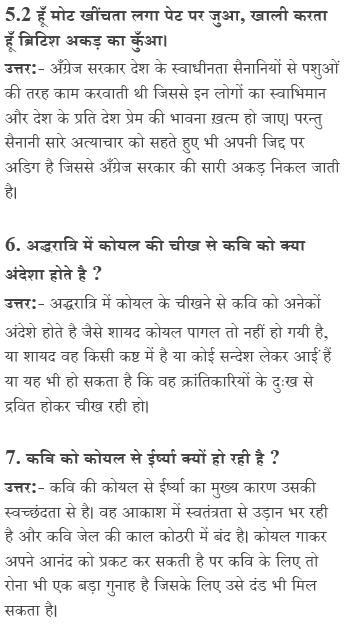 5.2 हूँ मोट खींचता लगा पेट पर जुआ, खाली करता
हूँ ब्रिटिश अकड़ का कुँआ।
उत्तर:- अँग्रेज सरकार देश के स्वाधीनता सैनानियों से पशुओं
की तरह काम करवाती थी जिससे इन लोगों का स्वाभिमान
और देश के प्रति देश प्रेम की भावना ख़त्म हो जाए। परन्तु
सैनानी सारे अत्याचार को सहते हुए भी अपनी जिद्द पर
अडिग है जिससे अँग्रेज सरकार की सारी अकड़ निकल जाती
है।
6. अद्धरात्रि में कोयल की चीख से कवि को क्या
अंदेशा होते है ?
उत्तर:- अद्धरात्रि में कोयल के चीखने से कवि को अनेकों
अंदेशे होते है जैसे शायद कोयल पागल तो नहीं हो गयी है,
या शायद वह किसी कष्ट में है या कोई सन्देश लेकर आई हैं
या यह भी हो सकता है कि वह क्रांतिकारियों के दुःख से
द्रवित होकर चीख रही हो।
7. कवि को कोयल से ईर्ष्या क्यों हो रही है ?
उत्तर:- कवि की कोयल से ईर्ष्या का मुख्य कारण उसकी
स्वच्छंदता से है। वह आकाश में स्वतंत्रता से उड़ान भर रही
है और कवि जेल की काल कोठरी में बंद है। कोयल गाकर
अपने आनंद को प्रकट कर सकती है पर कवि के लिए तो
रोना भी एक बड़ा गुनाह है जिसके लिए उसे दंड भी मिल
सकता है।